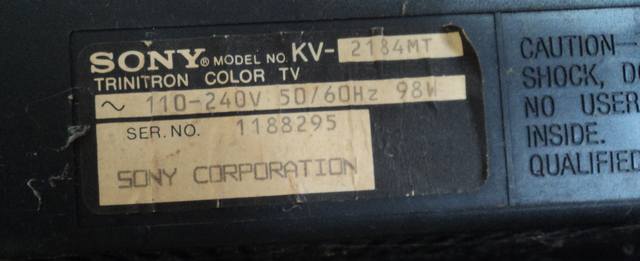 SONY® MODEL NO. KV-2184MT
TRINITRON COLOR TV
~ 110-240V 50/60Hz 98W
SER. NO. 1188295
SONY CORPORATION
CAUTION
SHOCK, DO
NO USER
INSIDE.
QUALIFIED